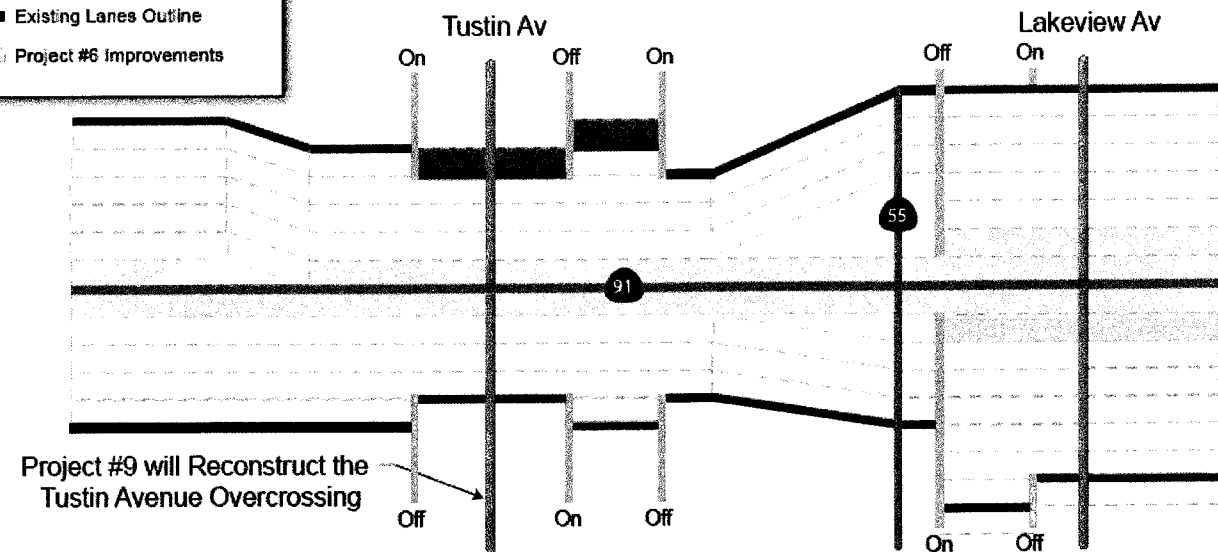 Existing Lanes Outline
Project #6 Improvements
Tustin Av
Lakeview Av
On
Off
On
Off
On
55
91
Project #9 will Reconstruct the
Tustin Avenue Overcrossing
Off
On
Off
On
Off